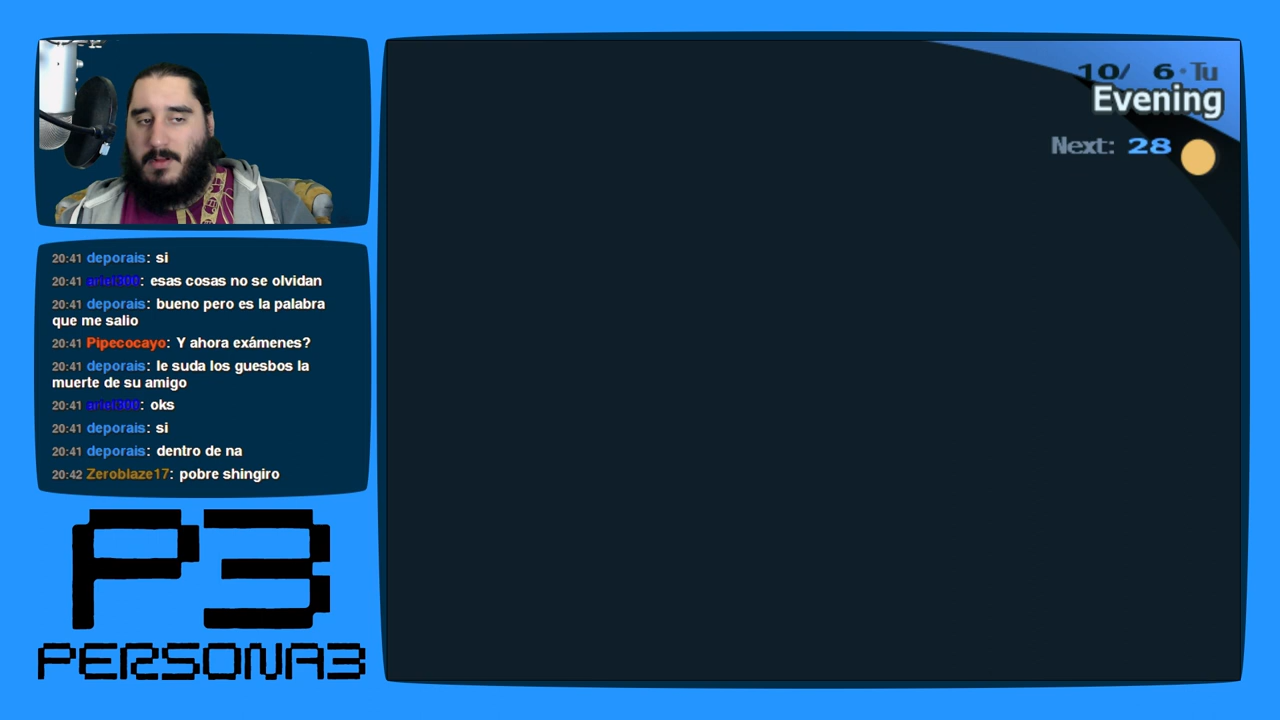 10/ 6·Tu
Evening
Next: 28
20:41 deporais: si
20:41 ariel300: esas cosas no se olvidan
20:41 deporais: bueno pero es la palabra
que me salio
20:41 Pipecocayo: Y ahora exámenes?
20:41 deporais: le suda los guesbos la
muerte de su amigo
20:41 ariel300: oks
20:41 deporais: si
20:41 deporais: dentro de na
20:42 Zeroblaze17: pobre shingiro
P3
PERSONA3